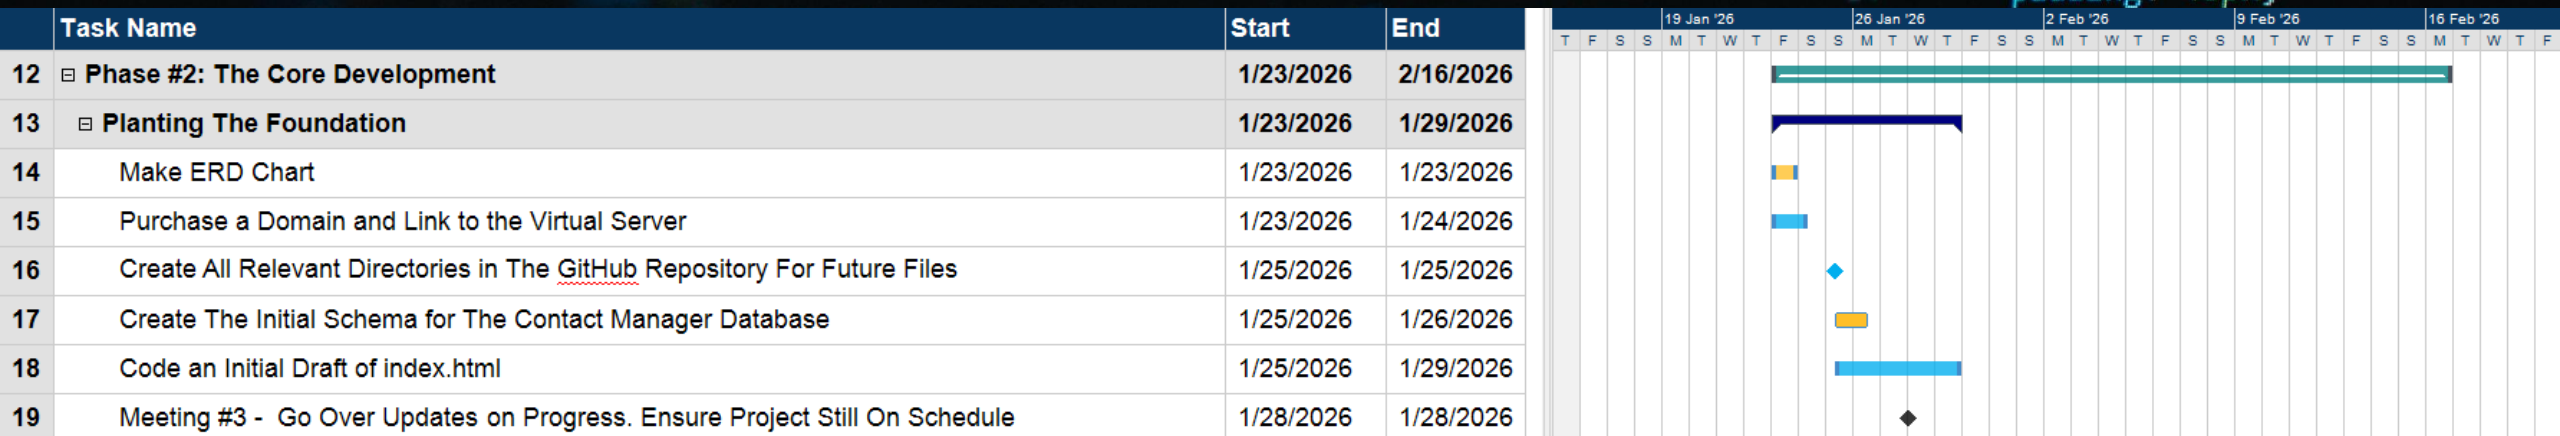 Task Name Start End 19 Jan '26 26 Jan '26 2 Feb '26 9 Feb '26 16 Feb '26
T F S S M T W T F S S M T W T F S S M T W T F S S M T W T F S S M T W T F
12 Phase #2: The Core Development 1/23/2026 2/16/2026
13 Planting The Foundation 1/23/2026 1/29/2026
14 Make ERD Chart 1/23/2026 1/23/2026
15 Purchase a Domain and Link to the Virtual Server 1/23/2026 1/24/2026
16 Create All Relevant Directories in The GitHub Repository For Future Files 1/25/2026 1/25/2026
17 Create The Initial Schema for The Contact Manager Database 1/25/2026 1/26/2026
18 Code an Initial Draft of index.html 1/25/2026 1/29/2026
19 Meeting #3 - Go Over Updates on Progress. Ensure Project Still On Schedule 1/28/2026 1/28/2026